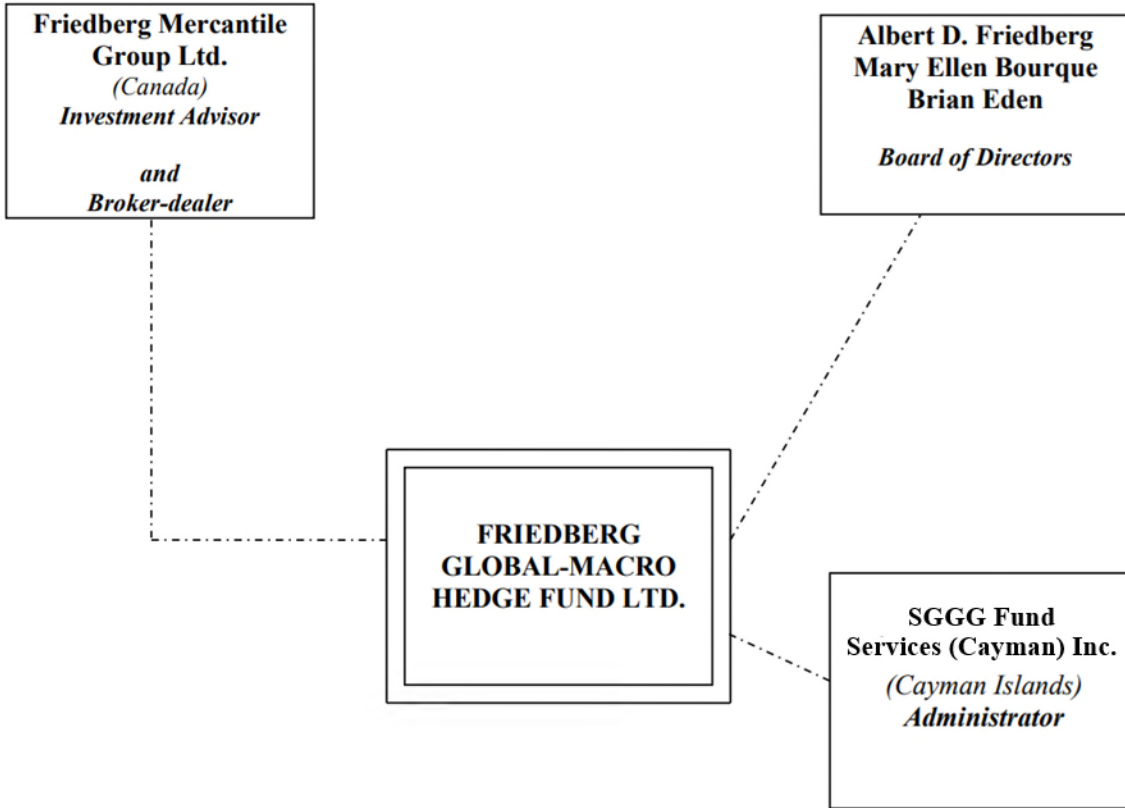 Friedberg Mercantile
Group Ltd.
(Canada)
Investment Advisor
and
Broker-dealer
Albert D. Friedberg
Mary Ellen Bourque
Brian Eden
Board of Directors
FRIEDBERG
GLOBAL-MACRO
HEDGE FUND LTD.
SGGG Fund
Services (Cayman) Inc.
(Cayman Islands)
Administrator